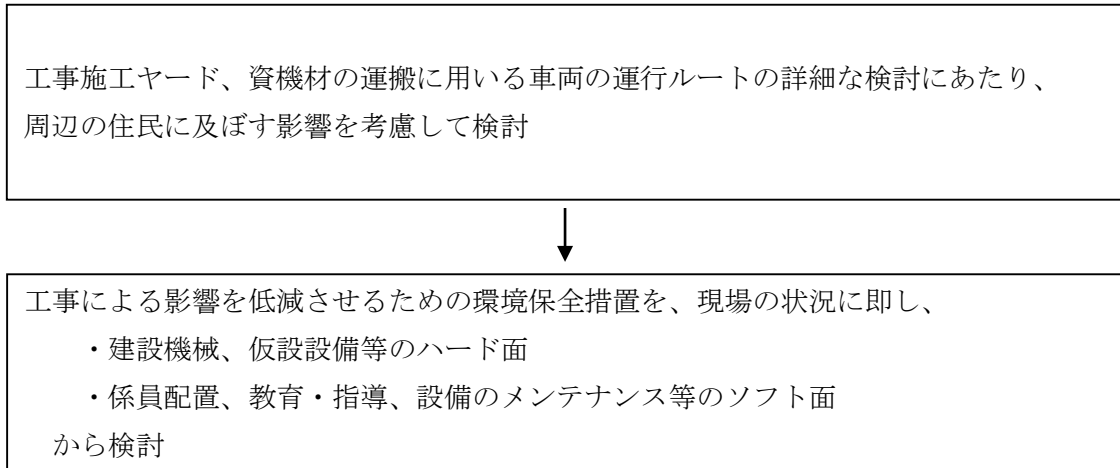 工事施工ヤード、資機材の運搬に用いる車両の運行ルートの詳細な検討にあたり、
周辺の住民に及ぼす影響を考慮して検討
工事による影響を低減させるための環境保全措置を、現場の状況に即し、
・建設機械、仮設設備等のハード面
・係員配置、教育・指導、設備のメンテナンス等のソフト面
から検討